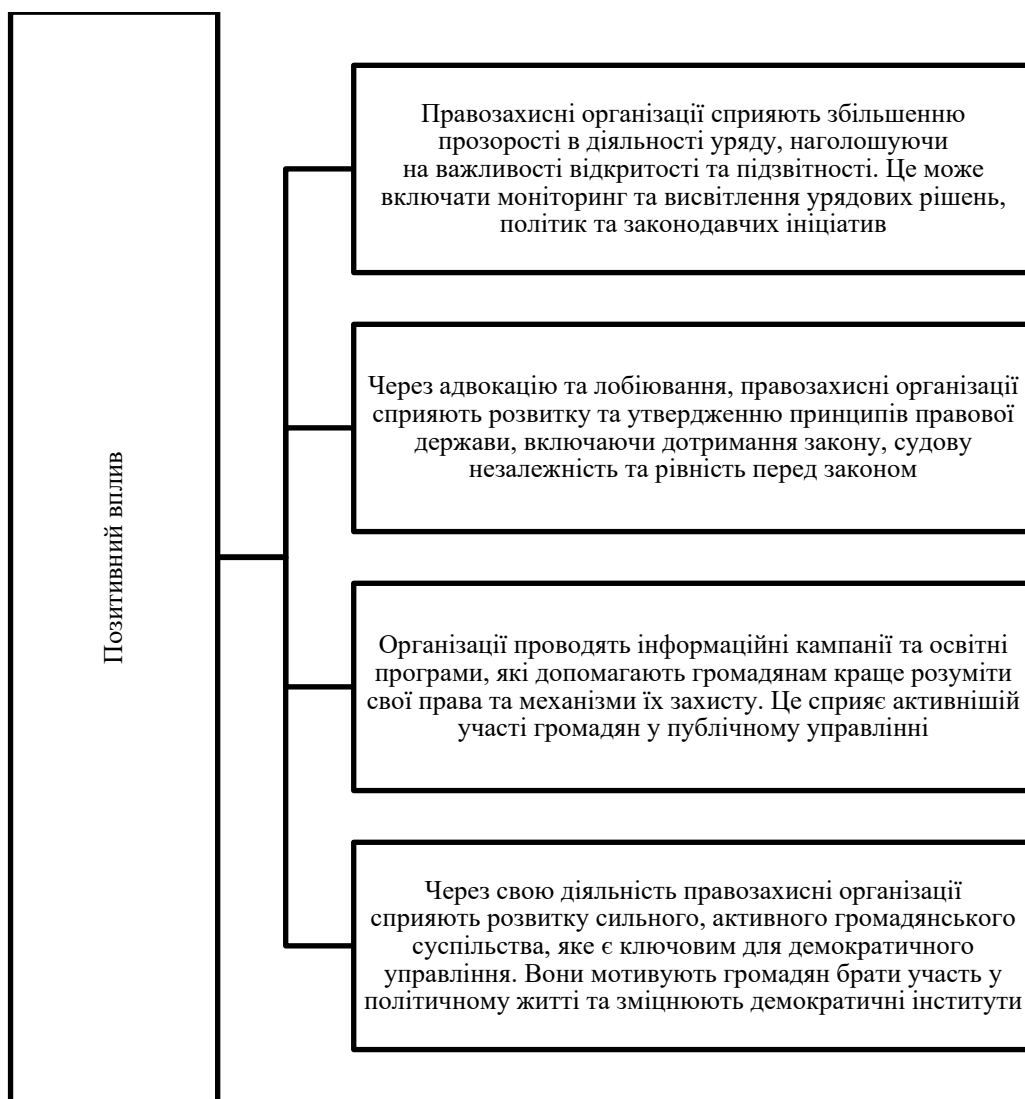 Позитивний вплив
Правозахисні організації сприяють збільшенню
прозорості в діяльності уряду, наголошуючи
на важливості відкритості та підзвітності. Це може
включати моніторинг та висвітлення урядових рішень,
політик та законодавчих ініціатив
Через адвокацію та лобіювання, правозахисні організації
сприяють розвитку та утвердженню принципів правової
держави, включаючи дотримання закону, судову
незалежність та рівність перед законом
Організації проводять інформаційні кампанії та освітні
програми, які допомагають громадянам краще розуміти
свої права та механізми їх захисту. Це сприяє активнішій
участі громадян у публічному управлінні
Через свою діяльність правозахисні організації
сприяють розвитку сильного, активного громадянського
суспільства, яке є ключовим для демократичного
управління. Вони мотивують громадян брати участь у
політичному житті та зміцнюють демократичні інститути